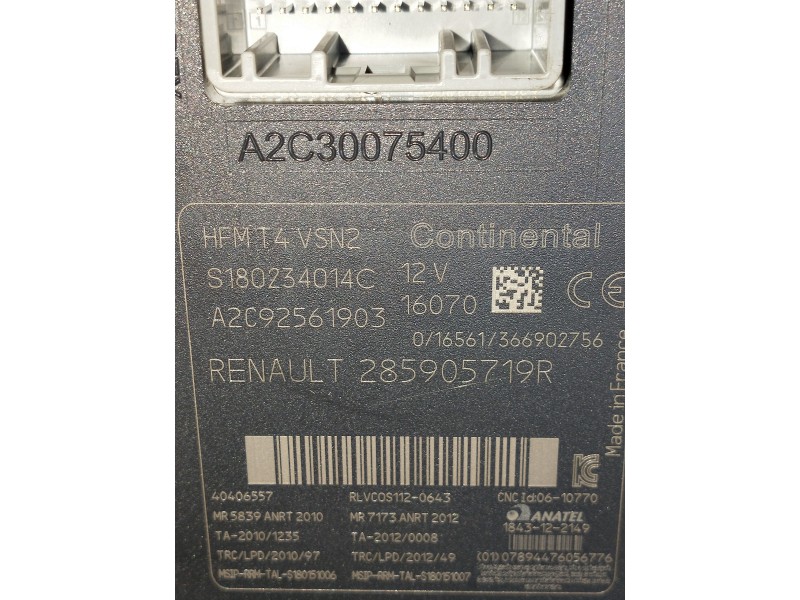 1
A2C30075400
HFM T4 VSN2 Continental
S180234014C 12 V
A2C92561903 16070
CE
0/16561/366902756
RENAULT 285905719R
Made in France
40406557 RLVCOS112-0643 CNC Id:06-10770
MR 5839 ANRT 2010 MR 7173 ANRT 2012 ANATEL
TA-2010/1235 TA-2012/0008 1843-12-2149
TRC/LPD/2010/97 TRC/LPD/2012/49 (01)07894476056776
MSIP-RRM-TAL-S180151006 MSIP-RRM-TAL-S180151007